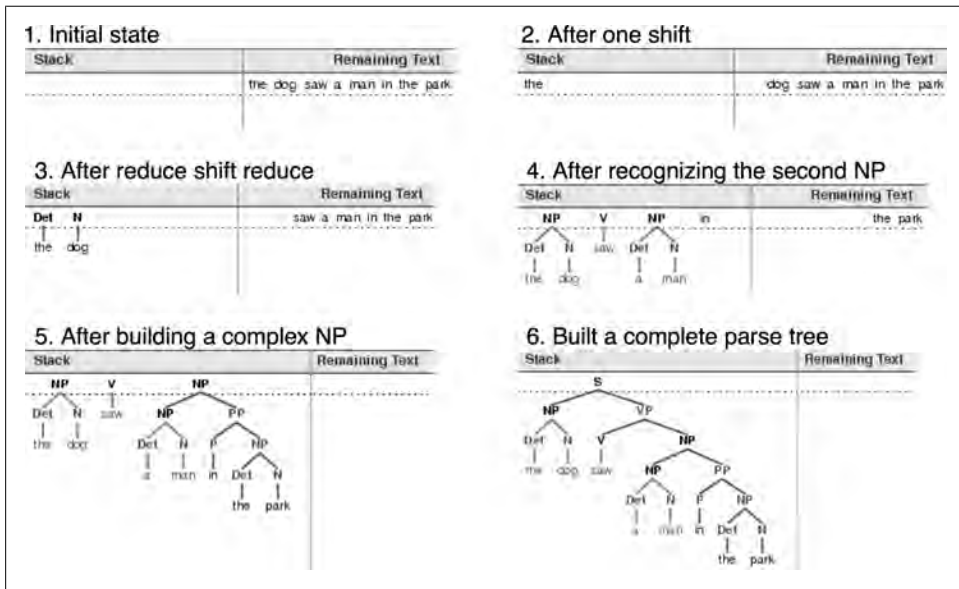 1. Initial state
Stack Remaining Text
the dog saw a man in the park
2. After one shift
Stack Remaining Text
the dog saw a man in the park
3. After reduce shift reduce
Stack Remaining Text
Det N saw a man in the park
the dog
4. After recognizing the second NP
Stack Remaining Text
NP V NP in the park
Det N saw Det N
the dog a man
5. After building a complex NP
Stack Remaining Text
NP V NP
Det N saw NP PP
the dog Det N P NP
a man in Det N
the park
6. Built a complete parse tree
Stack Remaining Text
S
NP VP
Det N V NP
the dog saw NP PP
Det N P NP
a man in Det N
the park